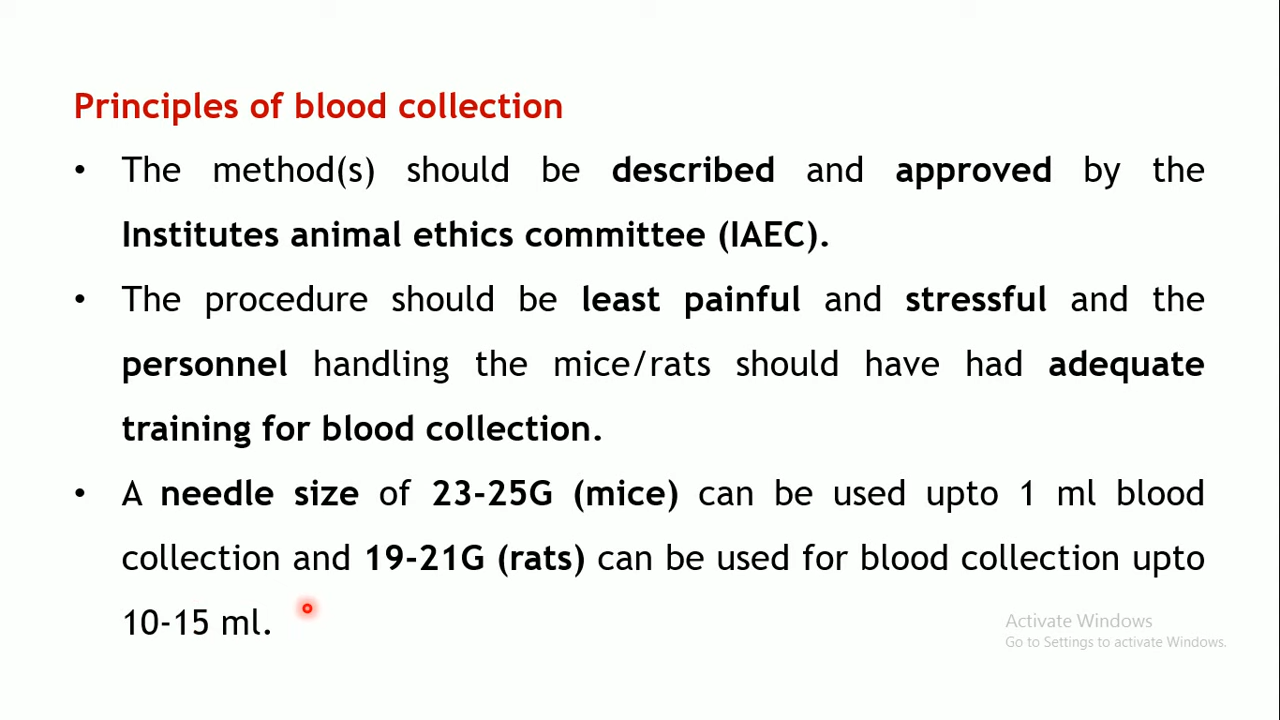 Principles of blood collection
• The method(s) should be described and approved by the
Institutes animal ethics committee (IAEC).
• The procedure should be least painful and stressful and the
personnel handling the mice/rats should have had adequate
training for blood collection.
• A needle size of 23-25G (mice) can be used upto 1 ml blood
collection and 19-21G (rats) can be used for blood collection upto
10-15 ml.
Activate Windows
Go to Settings to activate Windows.